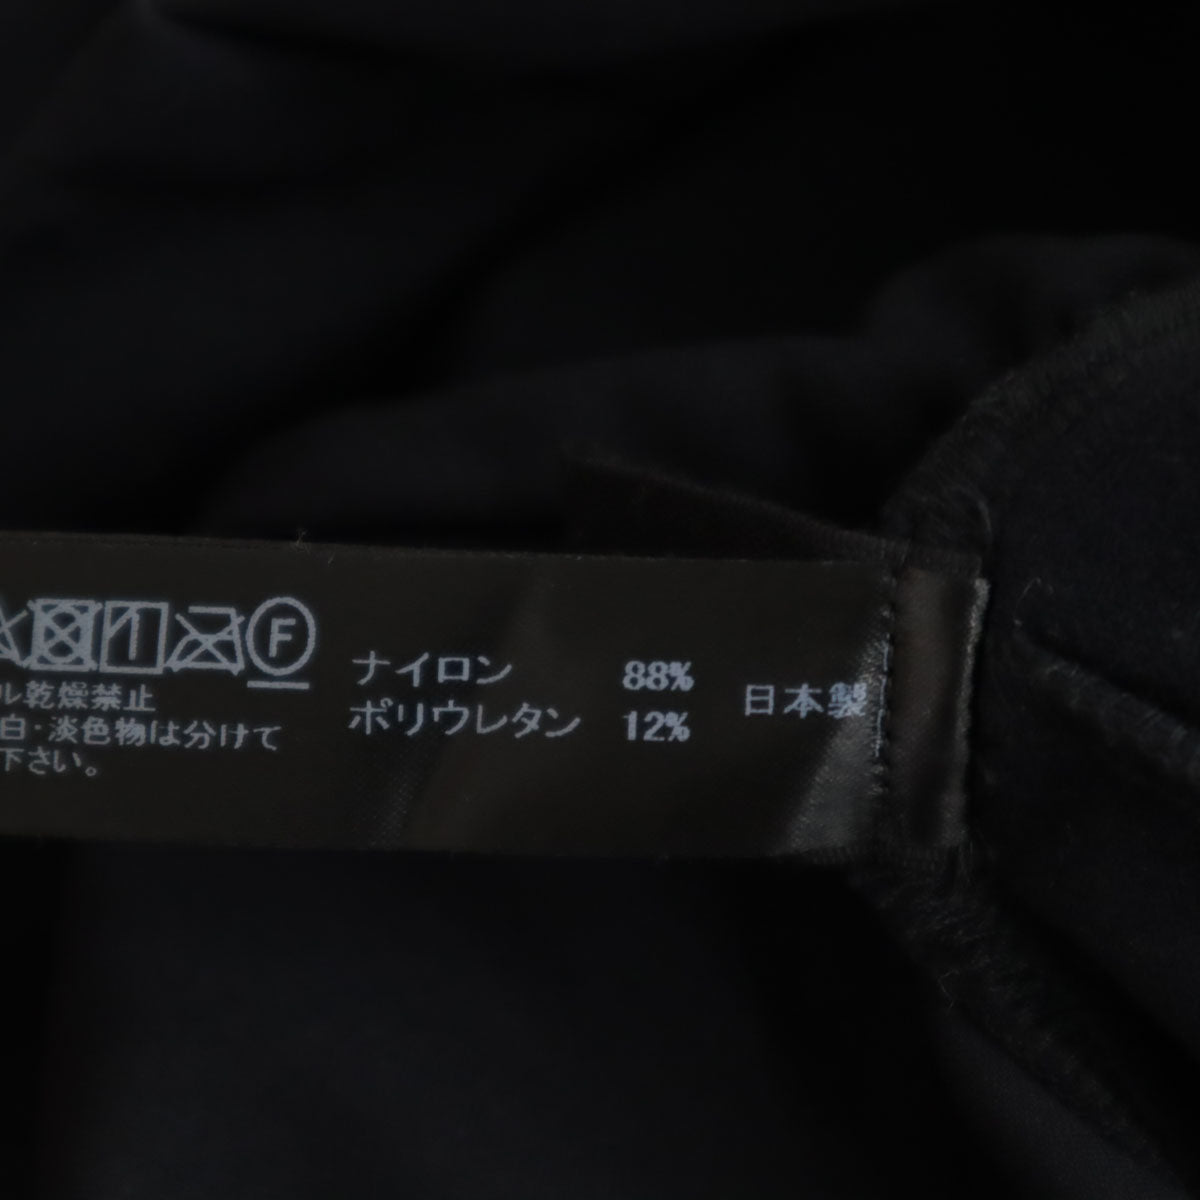 F
ナイロン 88%
ポリウレタン 12%
日本製
ル乾燥禁止
白・淡色物は分けて
下さい。